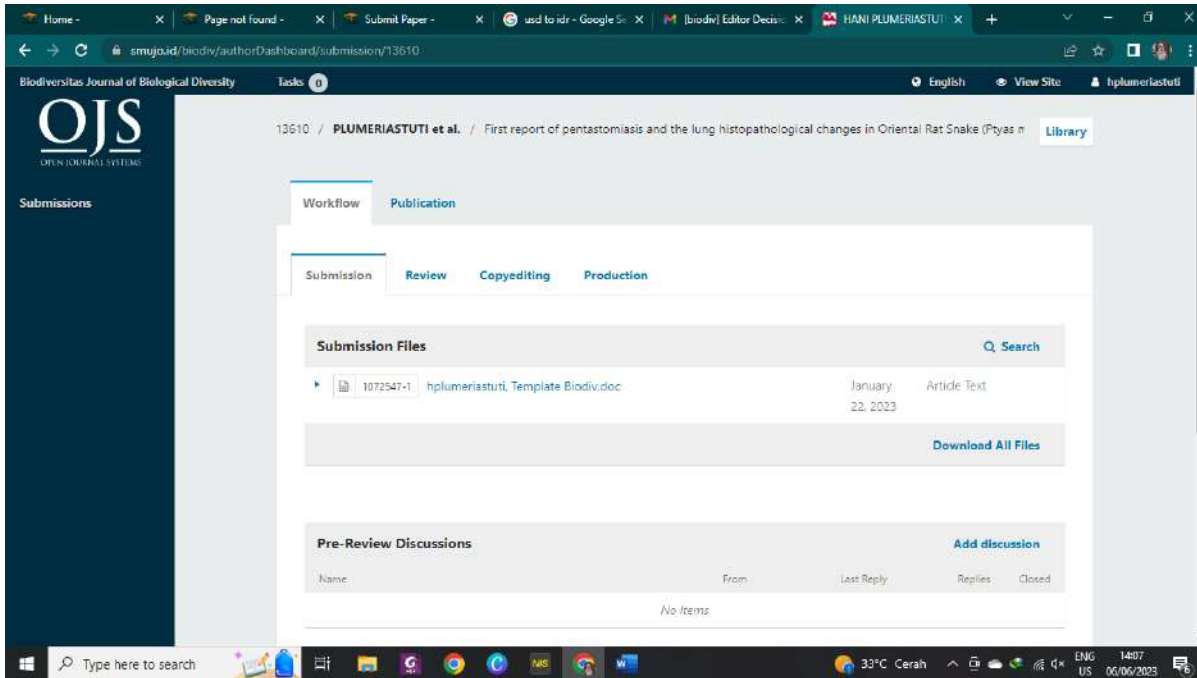 Home -
Page not found -
Submit Paper -
usd to idr - Google Se
[biodiv] Editor Decisio
HANI PLUMERIASTUTI
smujo.id/biodiv/authorDashboard/submission/13610
Biodiversitas Journal of Biological Diversity
Tasks 0
English
View Site
hplumeriastuti
OJS
OPEN JOURNAL SYSTEMS
Submissions
13610 / PLUMERIASTUTI et al. / First report of pentastomiasis and the lung histopathological changes in Oriental Rat Snake (Ptyas m
Library
Workflow
Publication
Submission
Review
Copyediting
Production
Submission Files
Search
1072547-1
hplumeriastuti, Template Biodiv.doc
January
22, 2023
Article Text
Download All Files
Pre-Review Discussions
Add discussion
Name
From
Last Reply
Replies
Closed
No Items
Type here to search
NIS
33°C Cerah
ENG
US
14:07
06/06/2023
6